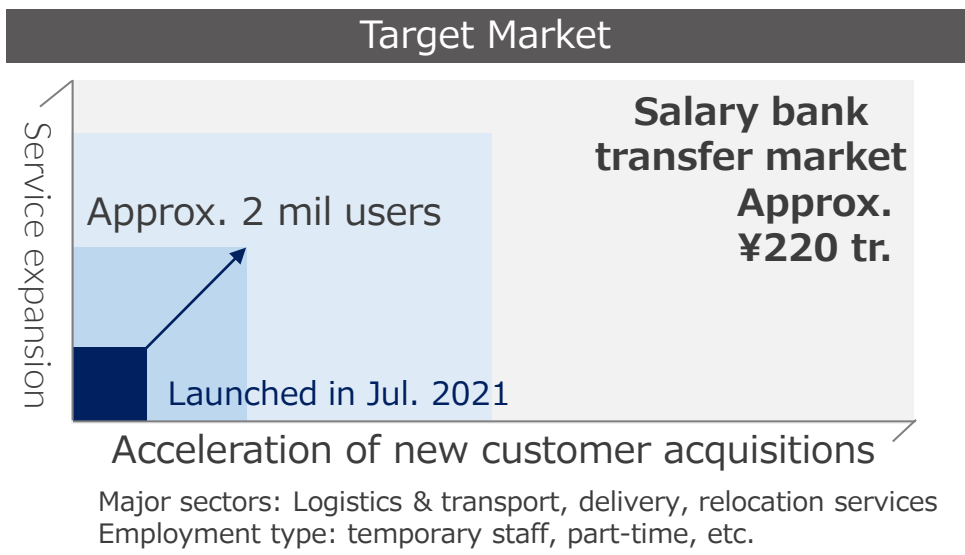 Target Market
Service expansion
Salary bank
transfer market
Approx.
¥220 tr.
Approx. 2 mil users
Launched in Jul. 2021
Acceleration of new customer acquisitions
Major sectors: Logistics & transport, delivery, relocation services
Employment type: temporary staff, part-time, etc.